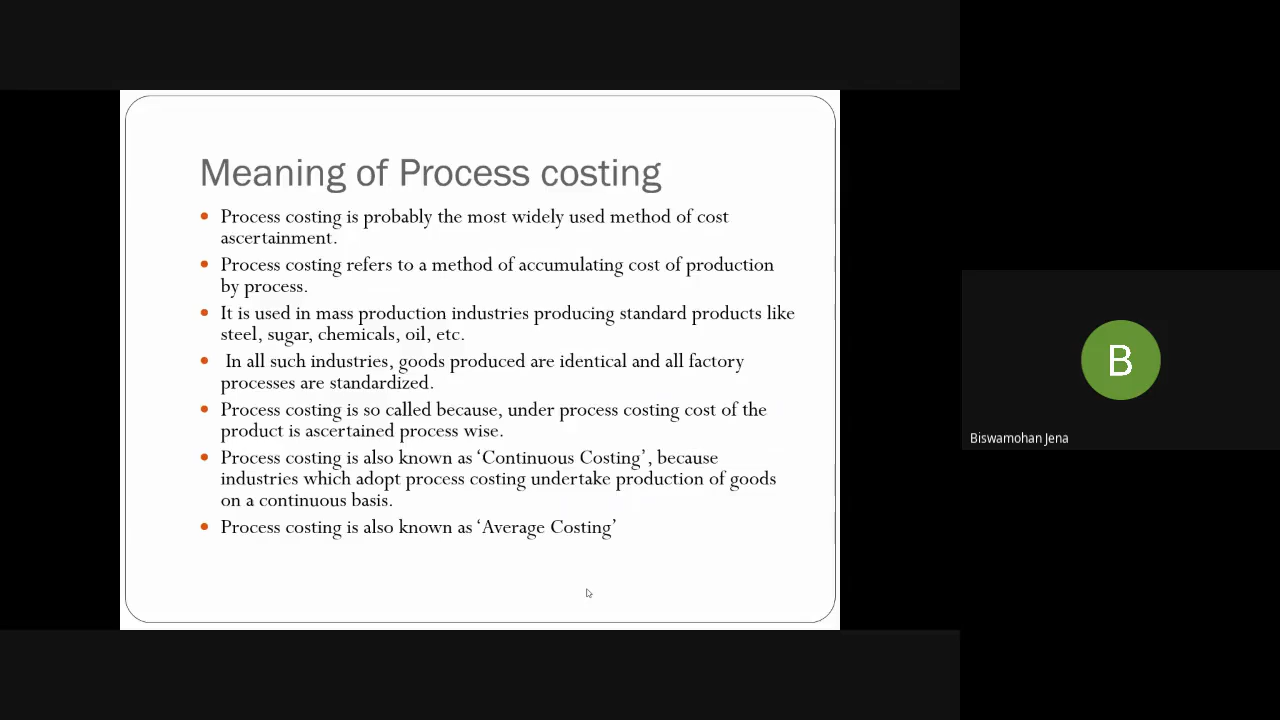 Meaning of Process costing
• Process costing is probably the most widely used method of cost
ascertainment.
• Process costing refers to a method of accumulating cost of production
by process.
• It is used in mass production industries producing standard products like
steel, sugar, chemicals, oil, etc.
• In all such industries, goods produced are identical and all factory
processes are standardized.
• Process costing is so called because, under process costing cost of the
product is ascertained process wise.
• Process costing is also known as ‘Continuous Costing’, because
industries which adopt process costing undertake production of goods
on a continuous basis.
• Process costing is also known as ‘Average Costing’
B
Biswamohan Jena